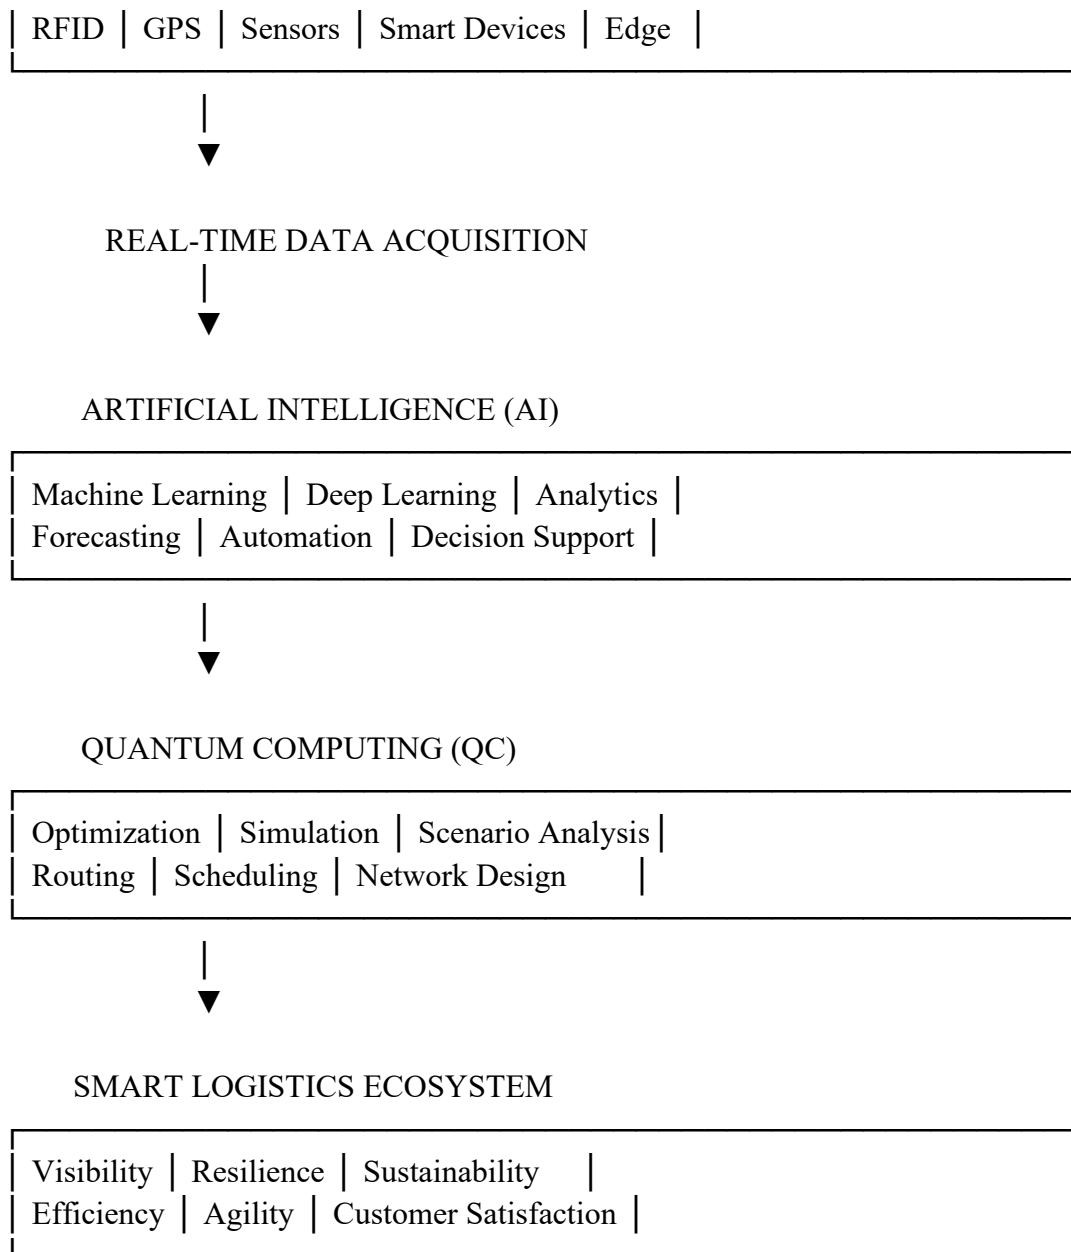 | RFID | GPS | Sensors | Smart Devices | Edge |
REAL-TIME DATA ACQUISITION
ARTIFICIAL INTELLIGENCE (AI)
| Machine Learning | Deep Learning | Analytics |
| Forecasting | Automation | Decision Support |
QUANTUM COMPUTING (QC)
| Optimization | Simulation | Scenario Analysis|
| Routing | Scheduling | Network Design |
SMART LOGISTICS ECOSYSTEM
| Visibility | Resilience | Sustainability |
| Efficiency | Agility | Customer Satisfaction |